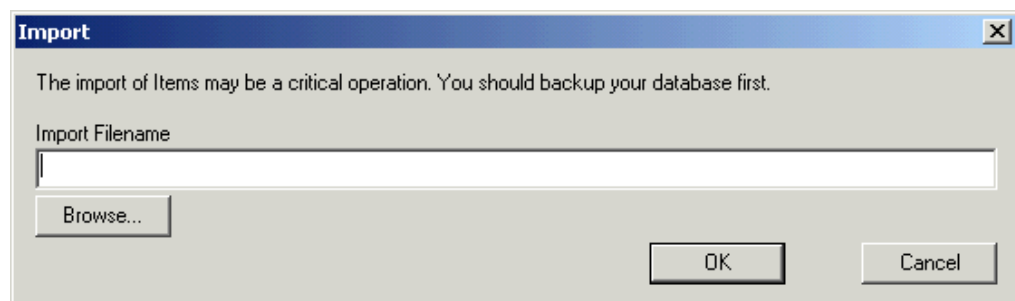 Import
The import of Items may be a critical operation. You should backup your database first.
Import Filename
Browse...
OK Cancel